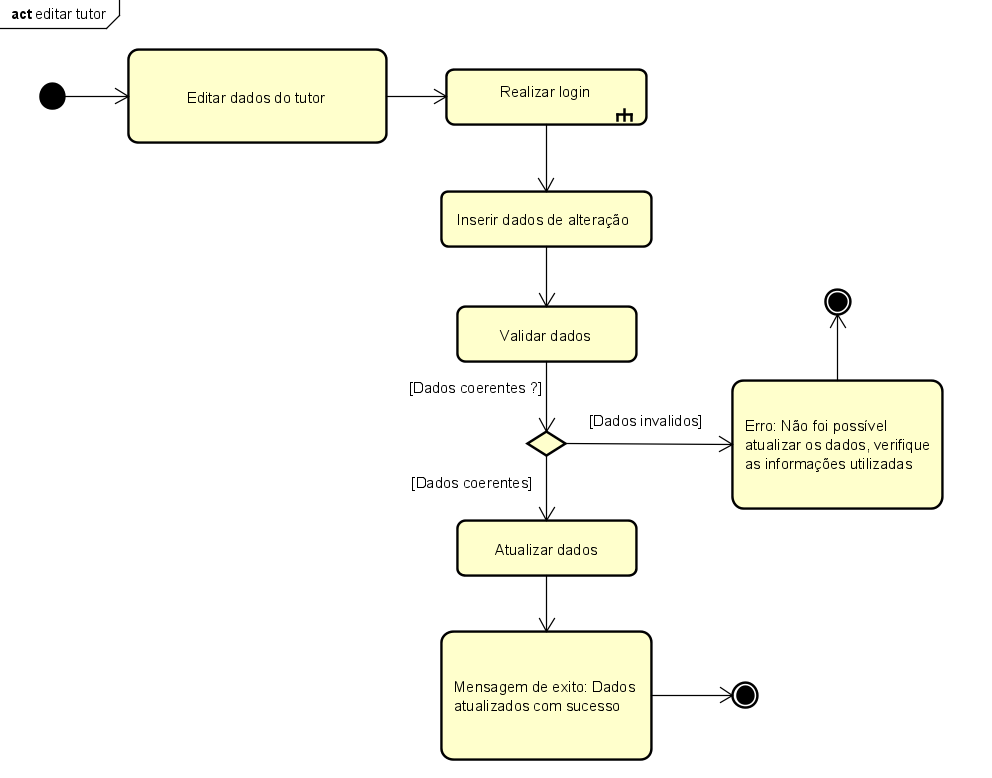 act editar tutor
Editar dados do tutor
Realizar login
Inserir dados de alteração
Validar dados
[Dados coerentes ?]
[Dados invalidos]
Erro: Não foi possível
atualizar os dados, verifique
as informações utilizadas
[Dados coerentes]
Atualizar dados
Mensagem de exito: Dados
atualizados com sucesso